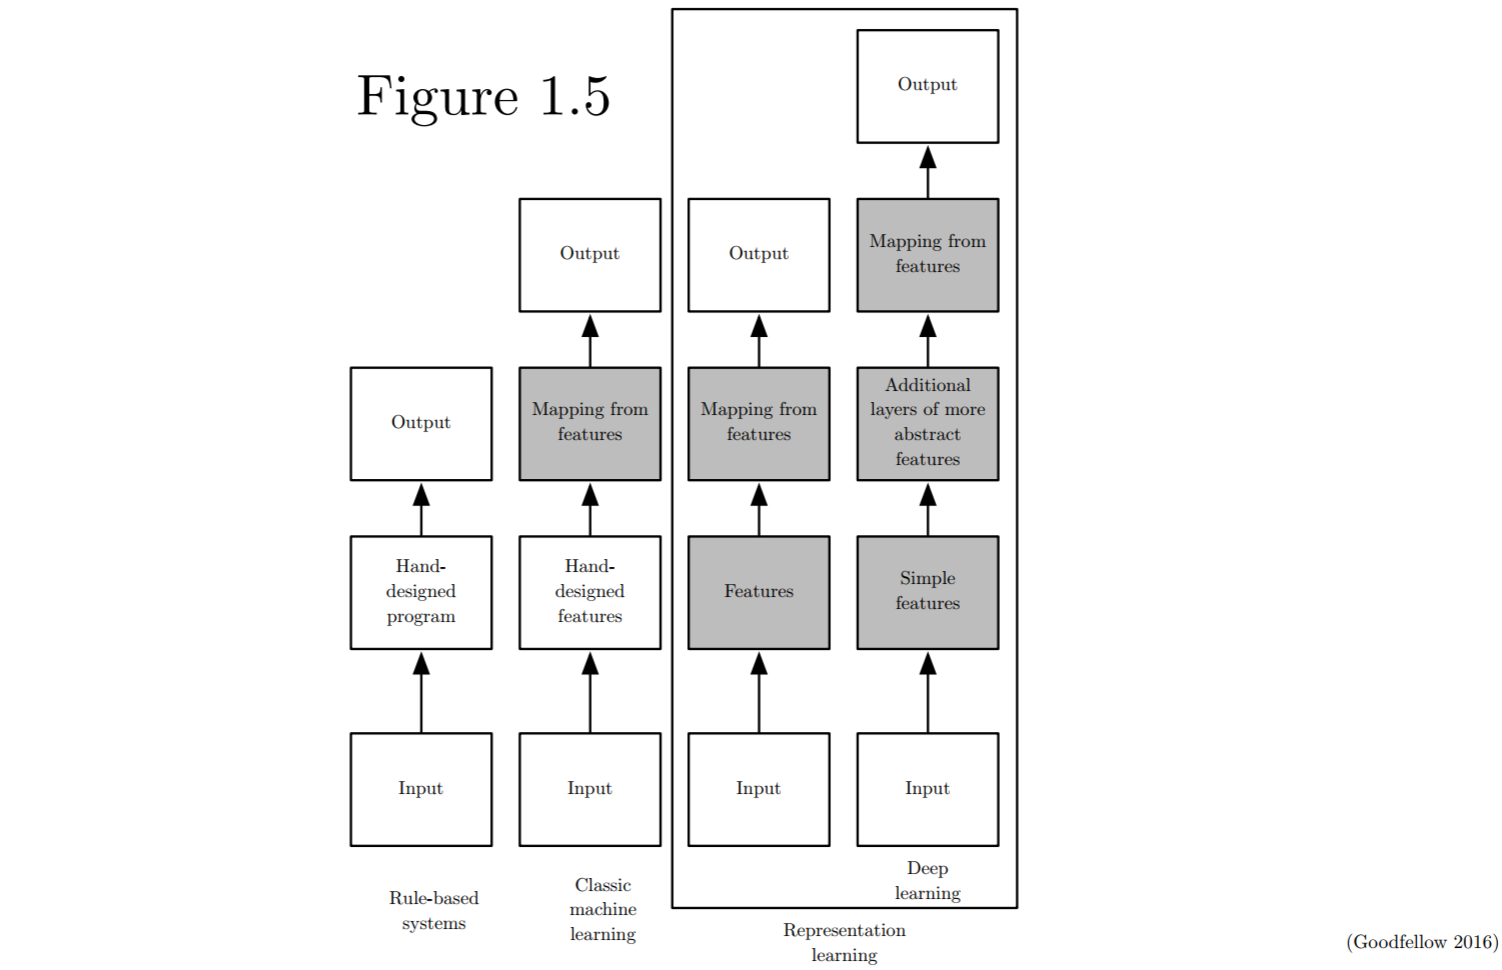 Figure 1.5
Output
Hand-
designed
program
Input
Rule-based
systems
Output
Mapping from
features
Hand-
designed
features
Input
Classic
machine
learning
Output
Mapping from
features
Features
Input
Output
Mapping from
features
Additional
layers of more
abstract
features
Simple
features
Input
Deep
learning
Representation
learning
(Goodfellow 2016)